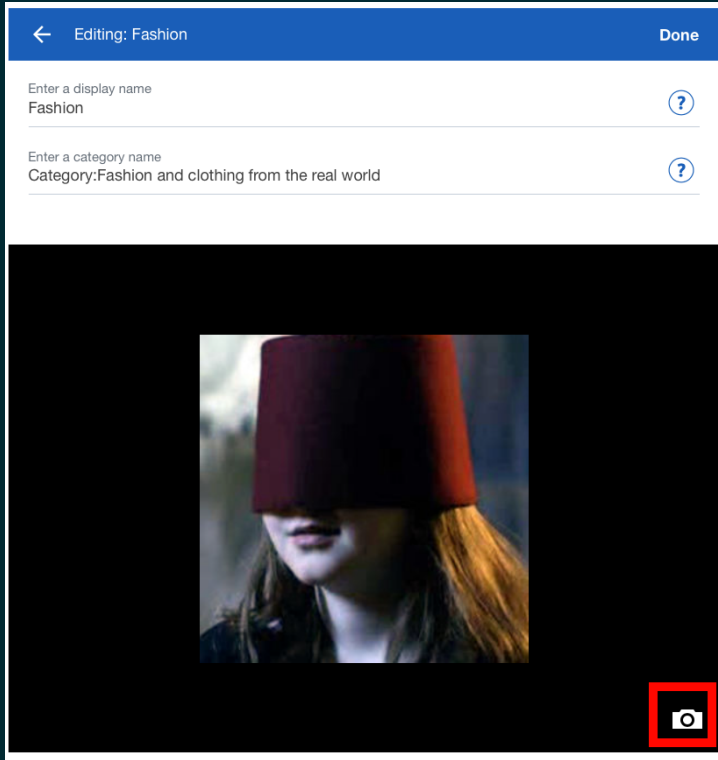 Editing: Fashion Done
Enter a display name
Fashion
?
Enter a category name
Category:Fashion and clothing from the real world
?